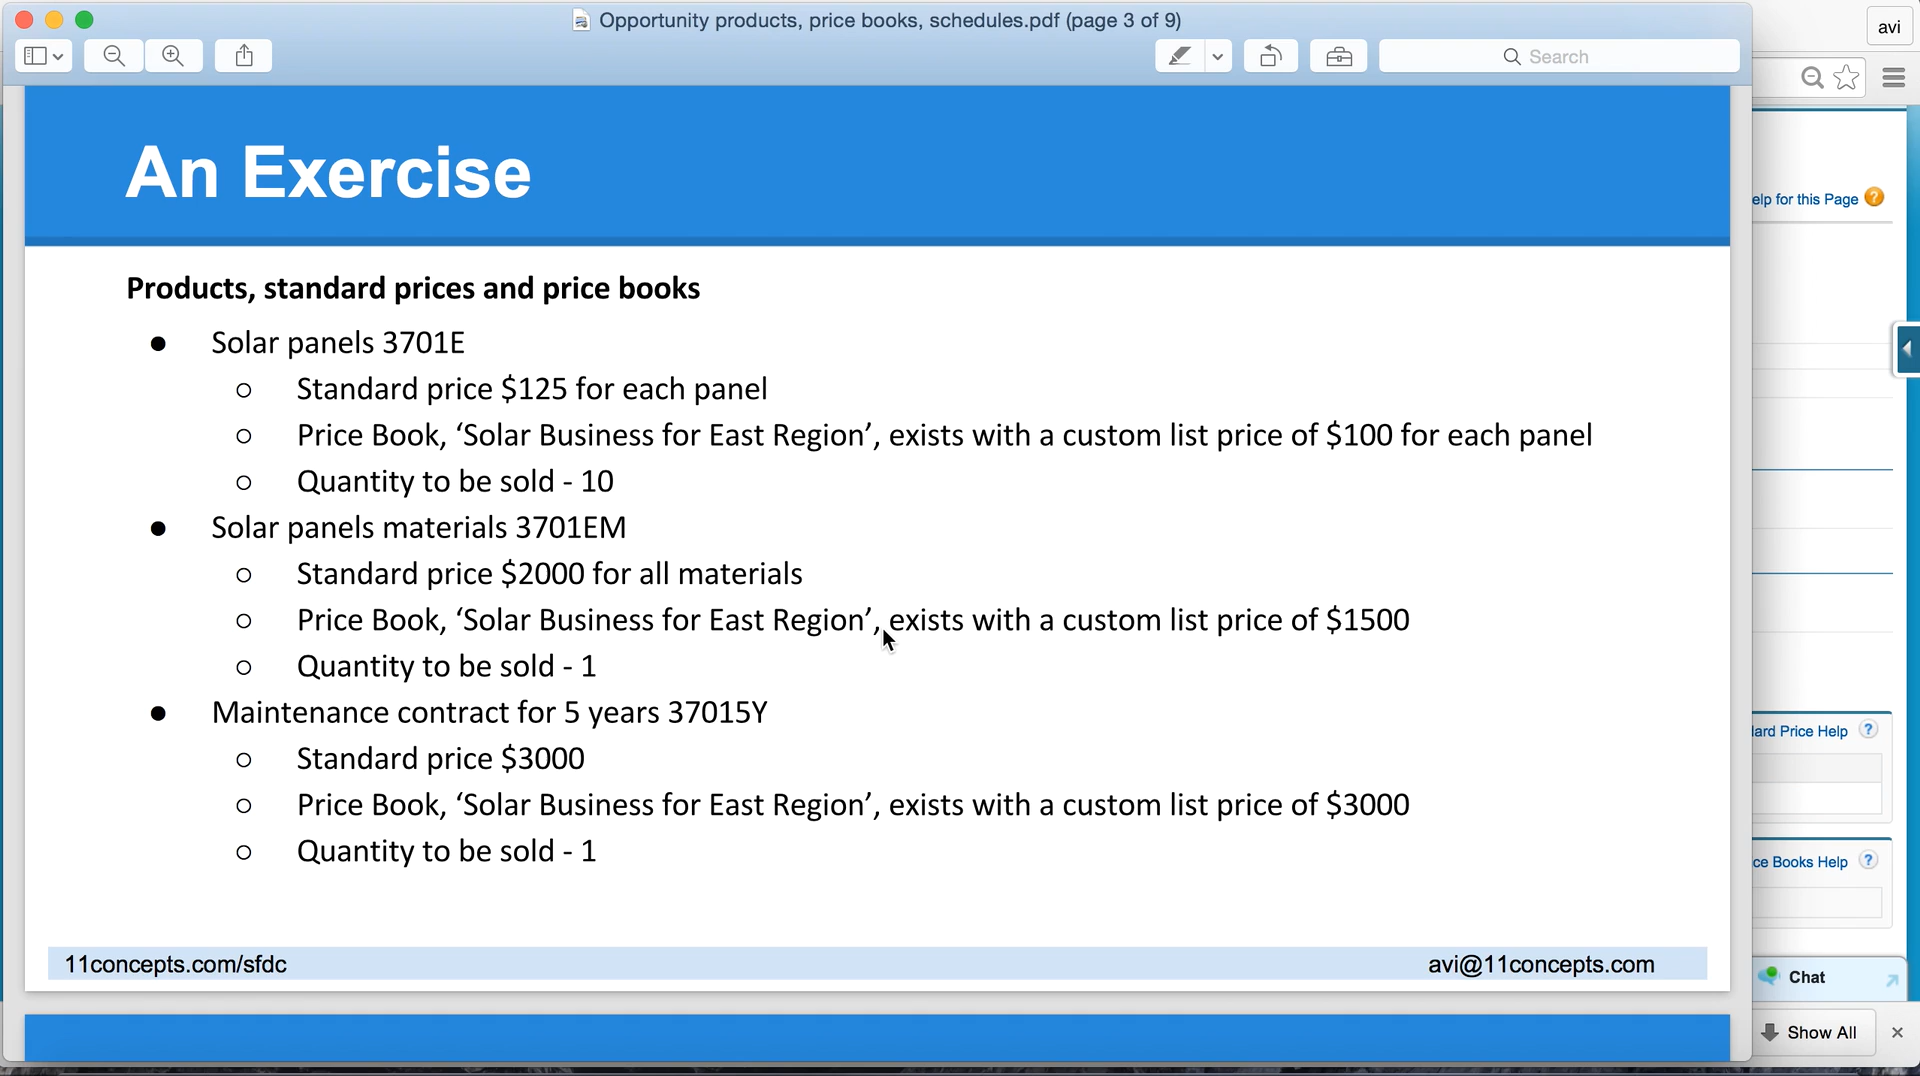 Opportunity products, price books, schedules.pdf (page 3 of 9)
avi
Search
An Exercise
elp for this Page ?
Products, standard prices and price books
● Solar panels 3701E
○ Standard price $125 for each panel
○ Price Book, ‘Solar Business for East Region’, exists with a custom list price of $100 for each panel
○ Quantity to be sold - 10
● Solar panels materials 3701EM
○ Standard price $2000 for all materials
○ Price Book, ‘Solar Business for East Region’, exists with a custom list price of $1500
○ Quantity to be sold - 1
● Maintenance contract for 5 years 37015Y
○ Standard price $3000
○ Price Book, ‘Solar Business for East Region’, exists with a custom list price of $3000
○ Quantity to be sold - 1
dard Price Help ?
ce Books Help ?
11concepts.com/sfdc
avi@11concepts.com
Chat
Show All